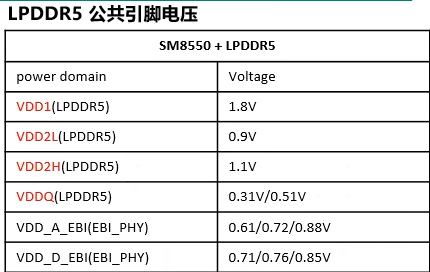 LPDDR5 公共引脚电压
SM8550 + LPDDR5
power domain Voltage
VDD1(LPDDR5) 1.8V
VDD2L(LPDDR5) 0.9V
VDD2H(LPDDR5) 1.1V
VDDQ(LPDDR5) 0.31V/0.51V
VDD_A_EBI(EBI_PHY) 0.61/0.72/0.88V
VDD_D_EBI(EBI_PHY) 0.71/0.76/0.85V